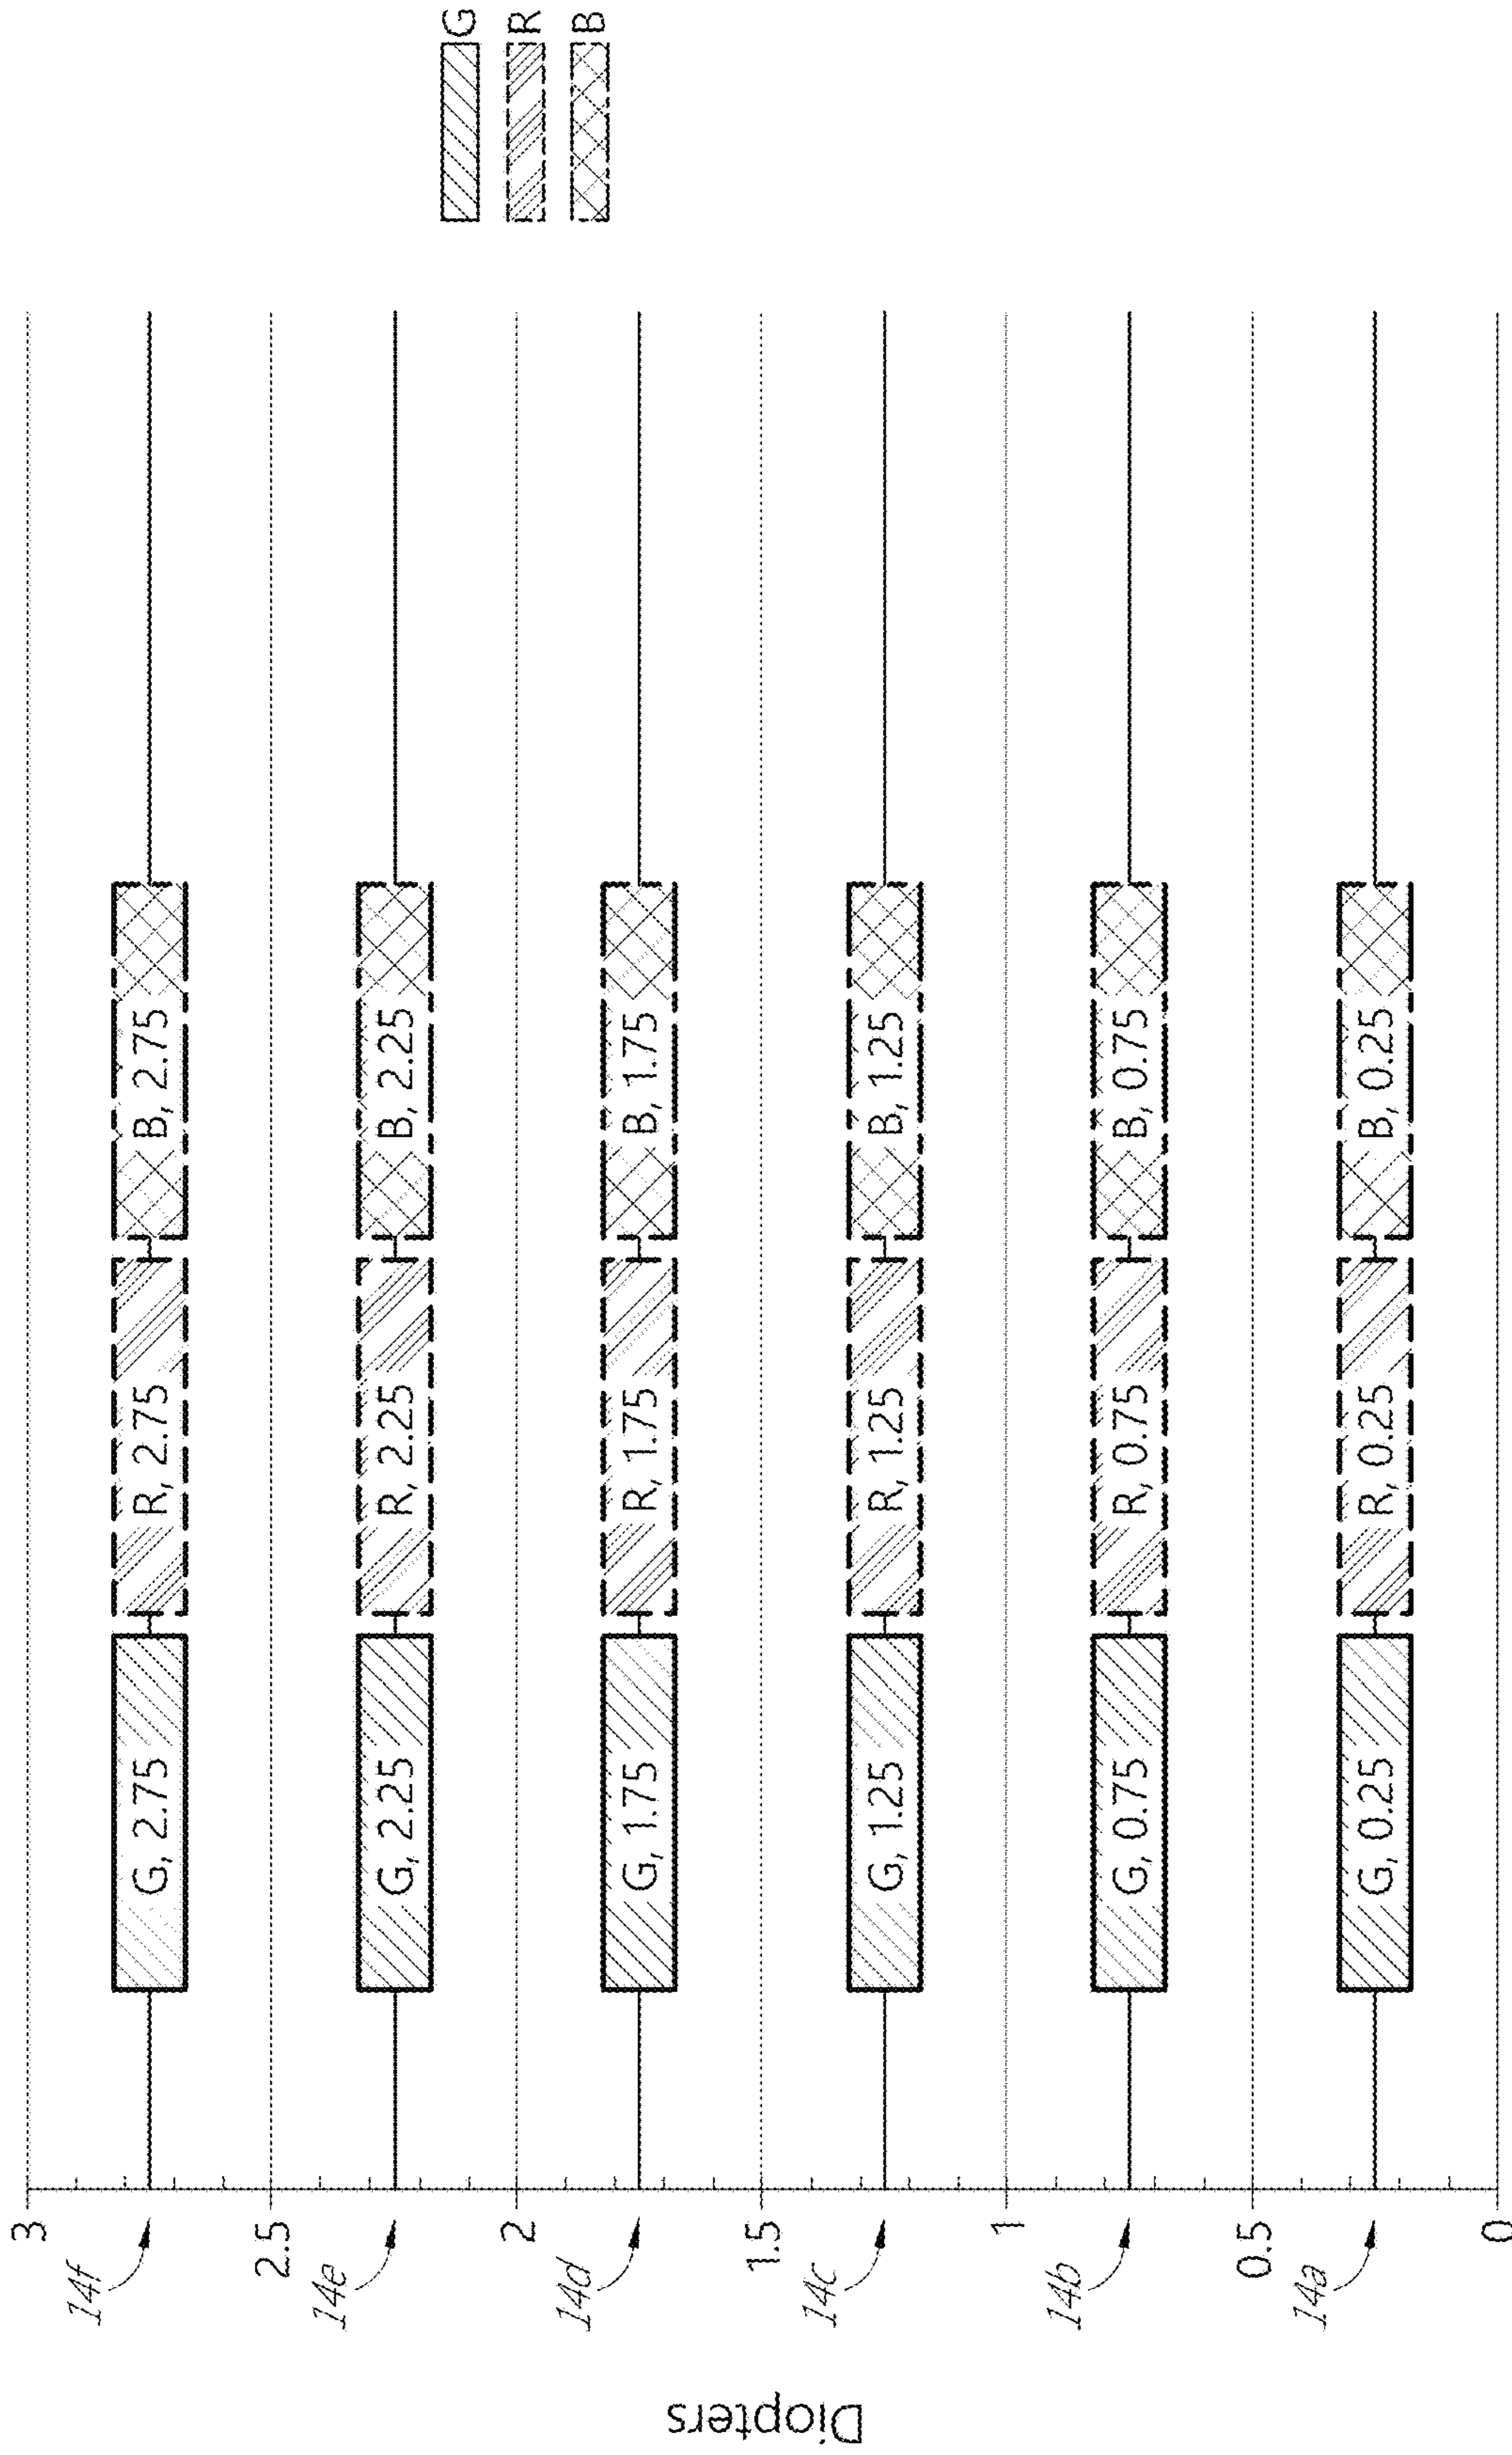 Diopters
3
14f
G, 2.75
R, 2.75
B, 2.75
2.5
14e
G, 2.25
R, 2.25
B, 2.25
2
14d
G, 1.75
R, 1.75
B, 1.75
1.5
14c
G, 1.25
R, 1.25
B, 1.25
1
14b
G, 0.75
R, 0.75
B, 0.75
0.5
14a
G, 0.25
R, 0.25
B, 0.25
0
G
R
B